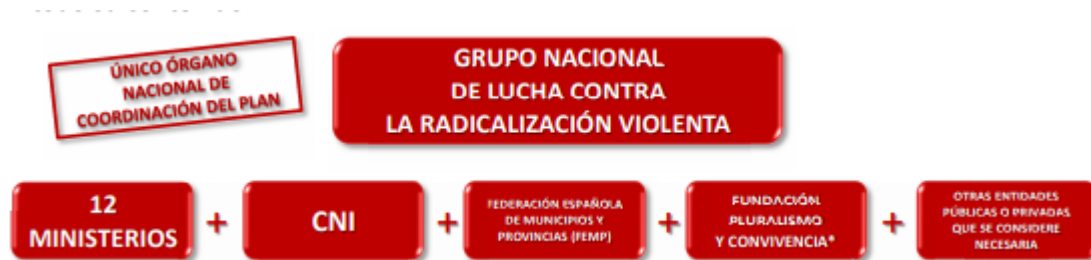 ÚNICO ÓRGANO
NACIONAL DE
COORDINACIÓN DEL PLAN
GRUPO NACIONAL
DE LUCHA CONTRA
LA RADICALIZACIÓN VIOLENTA
12
MINISTERIOS
+
CNI
+
FEDERACIÓN ESPAÑOLA
DE MUNICIPIOS Y
PROVINCIAS (FEMP)
+
FUNDACIÓN
PLURALISMO
Y CONVIVENCIA*
+
OTRAS ENTIDADES
PÚBLICAS O PRIVADAS
QUE SE CONSIDERE
NECESARIA